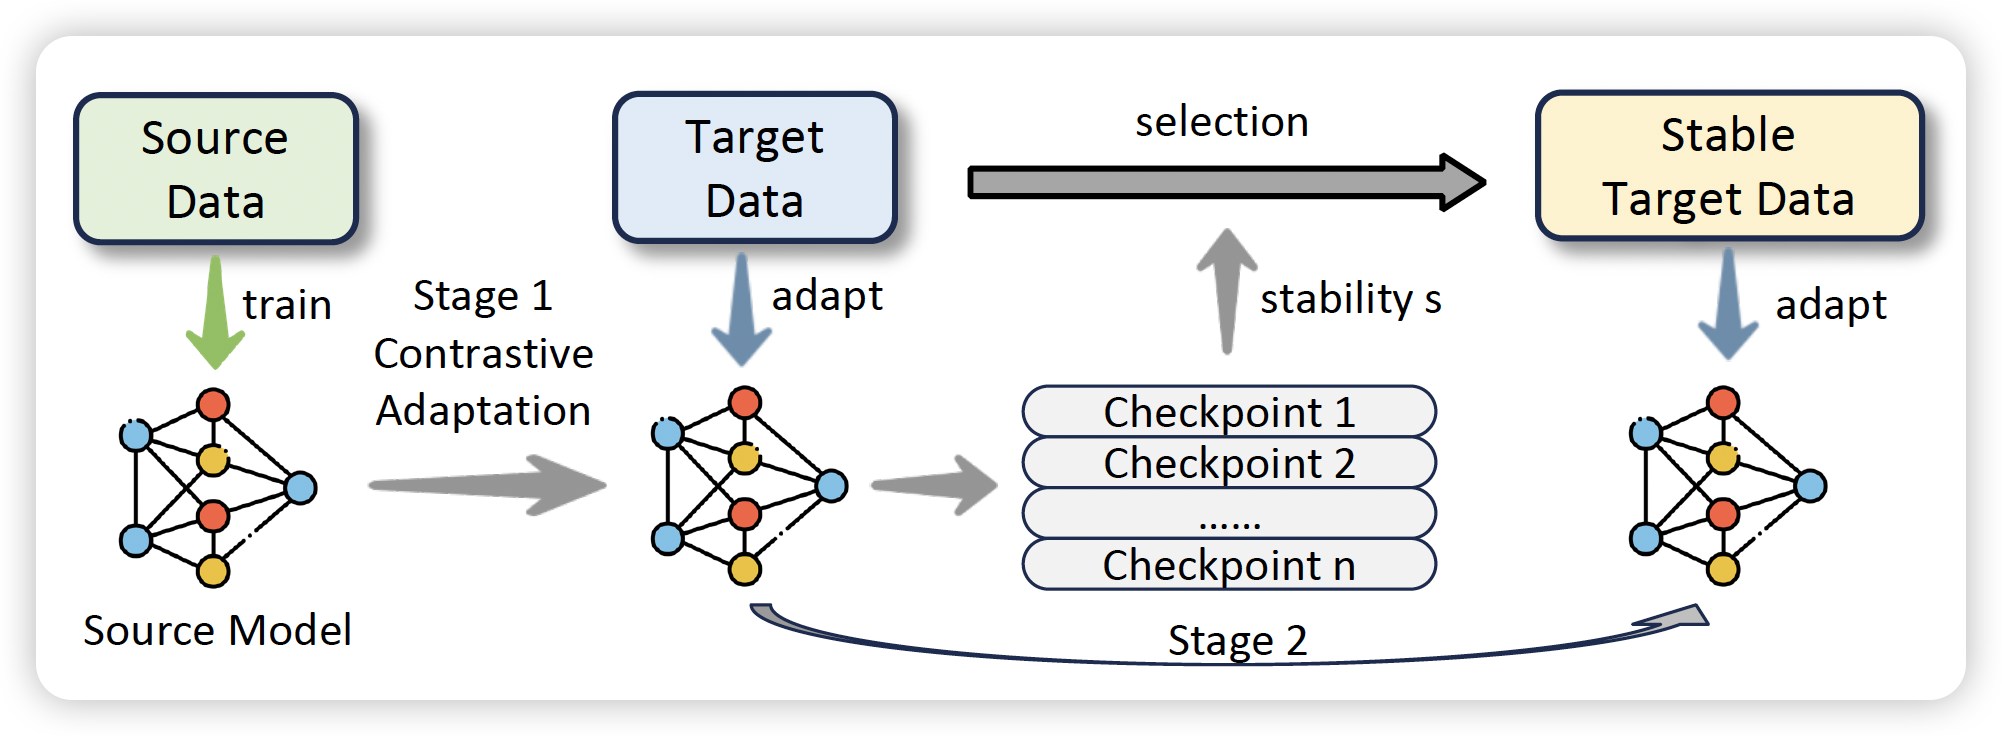 Source
Data
Target
Data
selection
Stable
Target Data
train
Stage 1
Contrastive
Adaptation
adapt
stability s
adapt
Checkpoint 1
Checkpoint 2
......
Checkpoint n
Source Model
Stage 2